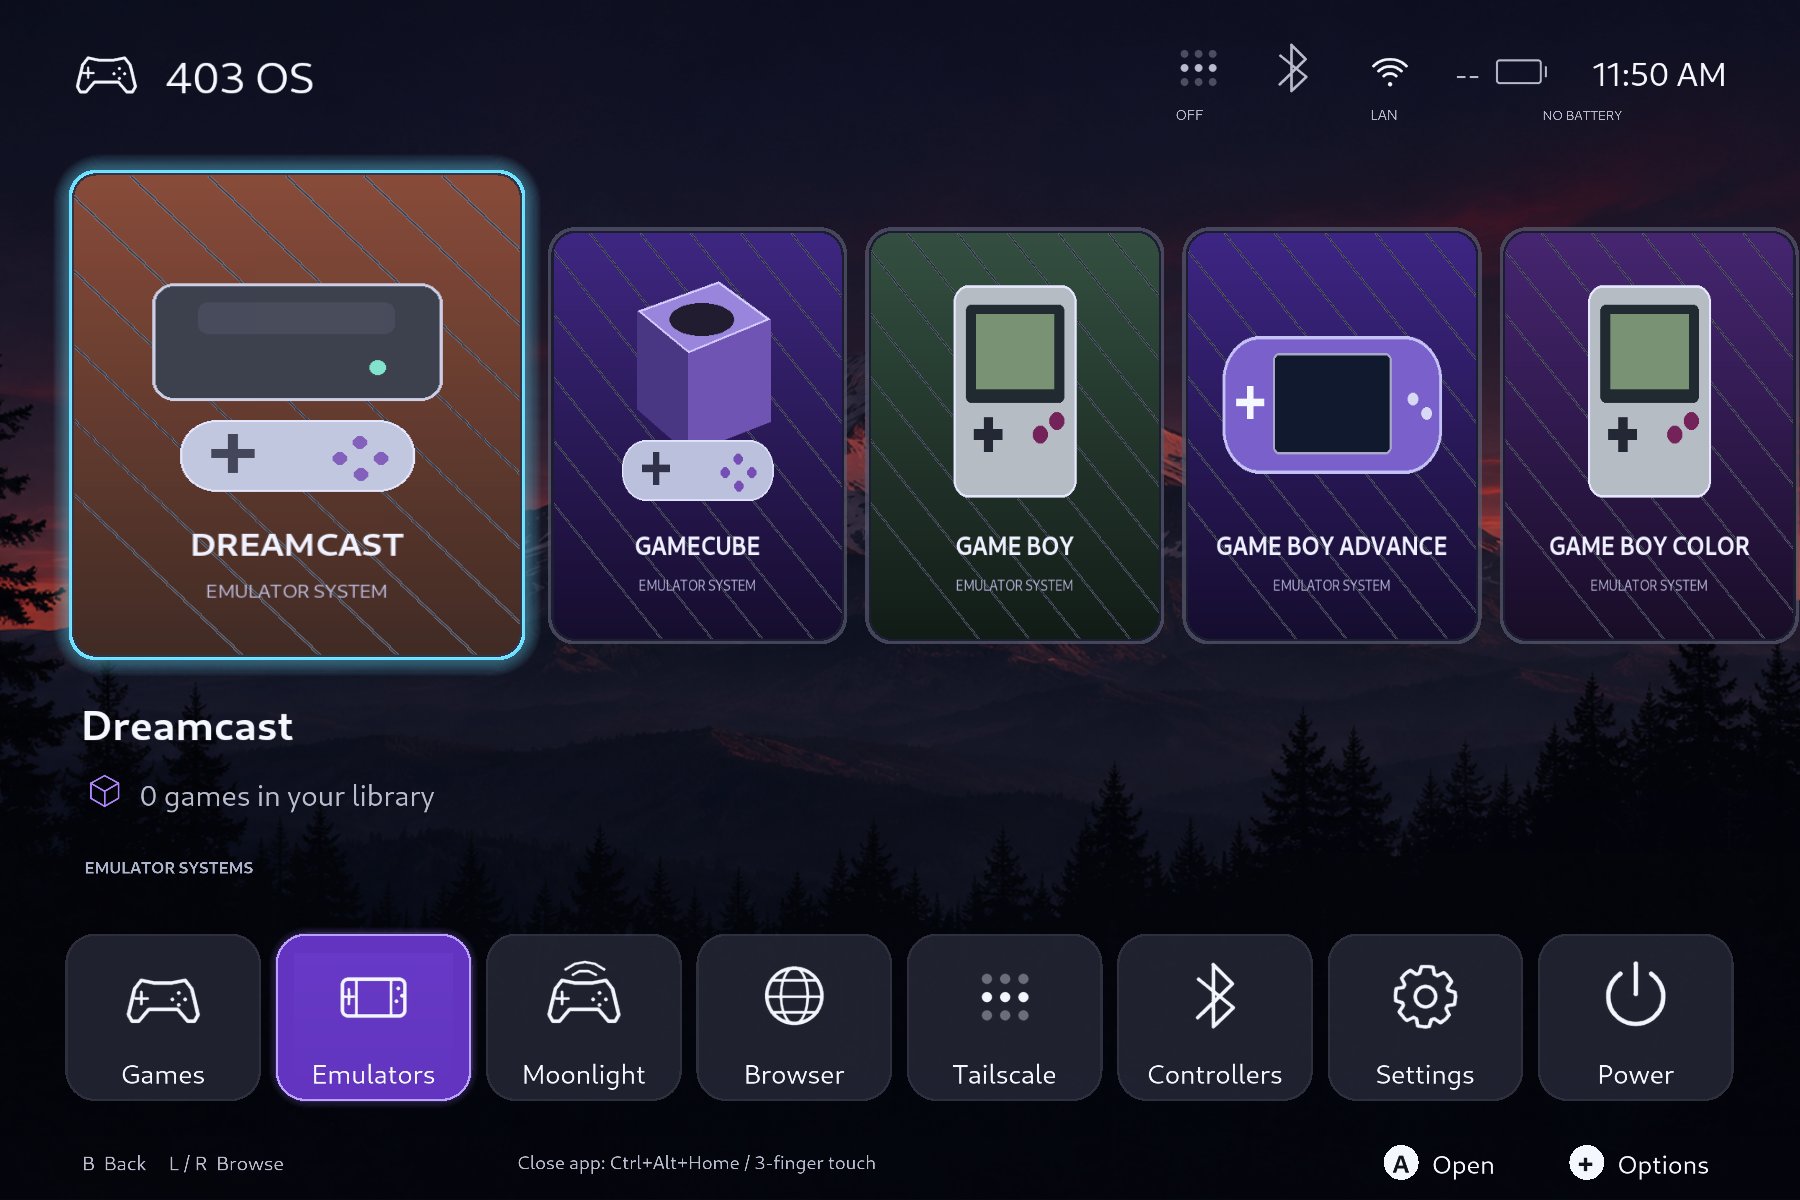 403 OS
OFF
LAN
--
11:50 AM
NO BATTERY
DREAMCAST
EMULATOR SYSTEM
GAMECUBE
EMULATOR SYSTEM
GAME BOY
EMULATOR SYSTEM
GAME BOY ADVANCE
EMULATOR SYSTEM
GAME BOY COLOR
EMULATOR SYSTEM
Dreamcast
0 games in your library
EMULATOR SYSTEMS
Games
Emulators
Moonlight
Browser
Tailscale
Controllers
Settings
Power
B Back L / R Browse
Close app: Ctrl+Alt+Home / 3-finger touch
A Open
+ Options